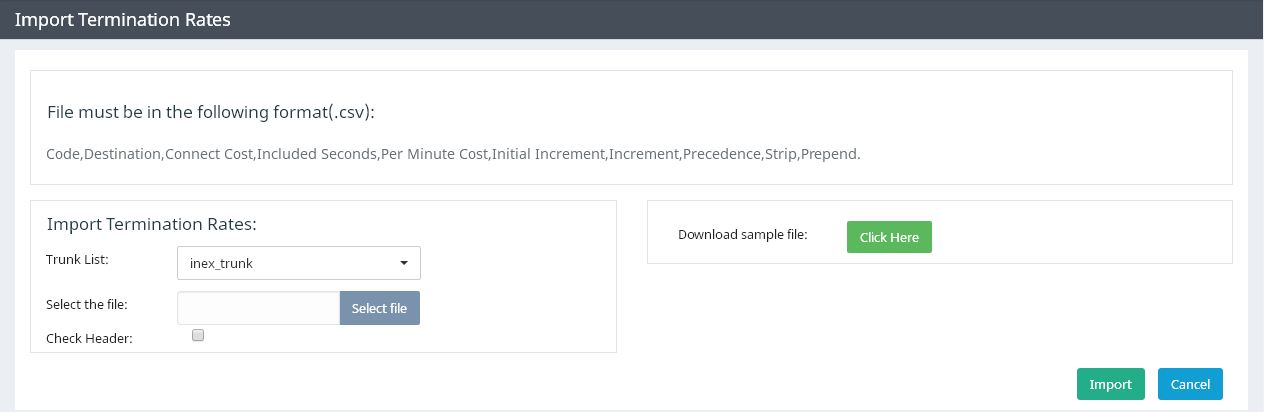 Import Termination Rates
File must be in the following format(.csv):
Code,Destination,Connect Cost,Included Seconds,Per Minute Cost,Initial Increment,Increment,Precedence,Strip,Prepend.
Import Termination Rates:
Trunk List:
inex_trunk
Select the file:
Select file
Check Header:
Download sample file:
Click Here
Import
Cancel